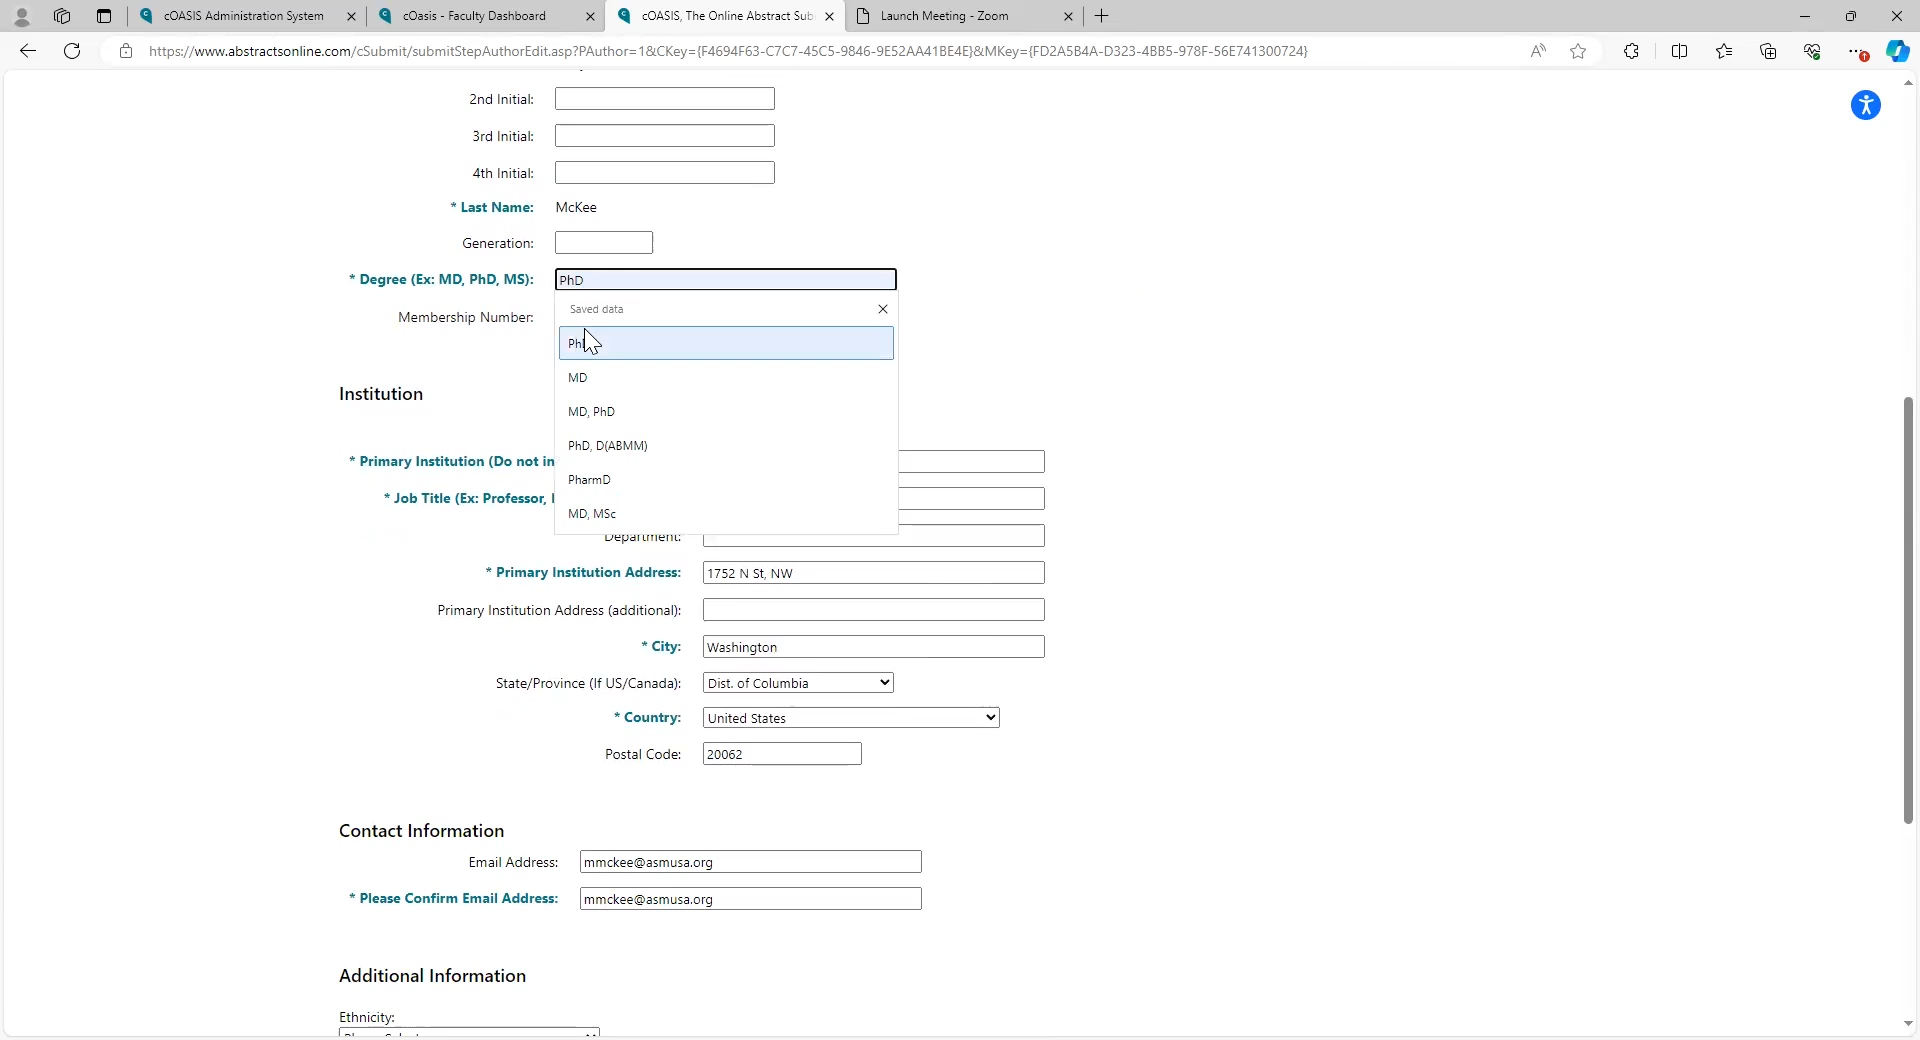 cOASIS Administration System
cOasis - Faculty Dashboard
cOASIS, The Online Abstract Sub
Launch Meeting - Zoom
https://www.abstractsonline.com/cSubmit/submitStepAuthorEdit.asp?PAuthor=1&CKey={F4694F63-C7C7-45C5-9846-9E52AA41BE4E}&MKey={FD2A5B4A-D323-4BB5-978F-56E741300724}
2nd Initial:
3rd Initial:
4th Initial:
* Last Name: McKee
Generation:
* Degree (Ex: MD, PhD, MS): PhD
Saved data
Membership Number:
PhD
MD
Institution
MD, PhD
PhD, D(ABMM)
* Primary Institution (Do not in
PharmD
* Job Title (Ex: Professor,
MD, MSc
Department:
* Primary Institution Address: 1752 N St, NW
Primary Institution Address (additional):
* City: Washington
State/Province (If US/Canada): Dist. of Columbia
* Country: United States
Postal Code: 20062
Contact Information
Email Address: mmckee@asmusa.org
* Please Confirm Email Address: mmckee@asmusa.org
Additional Information
Ethnicity: